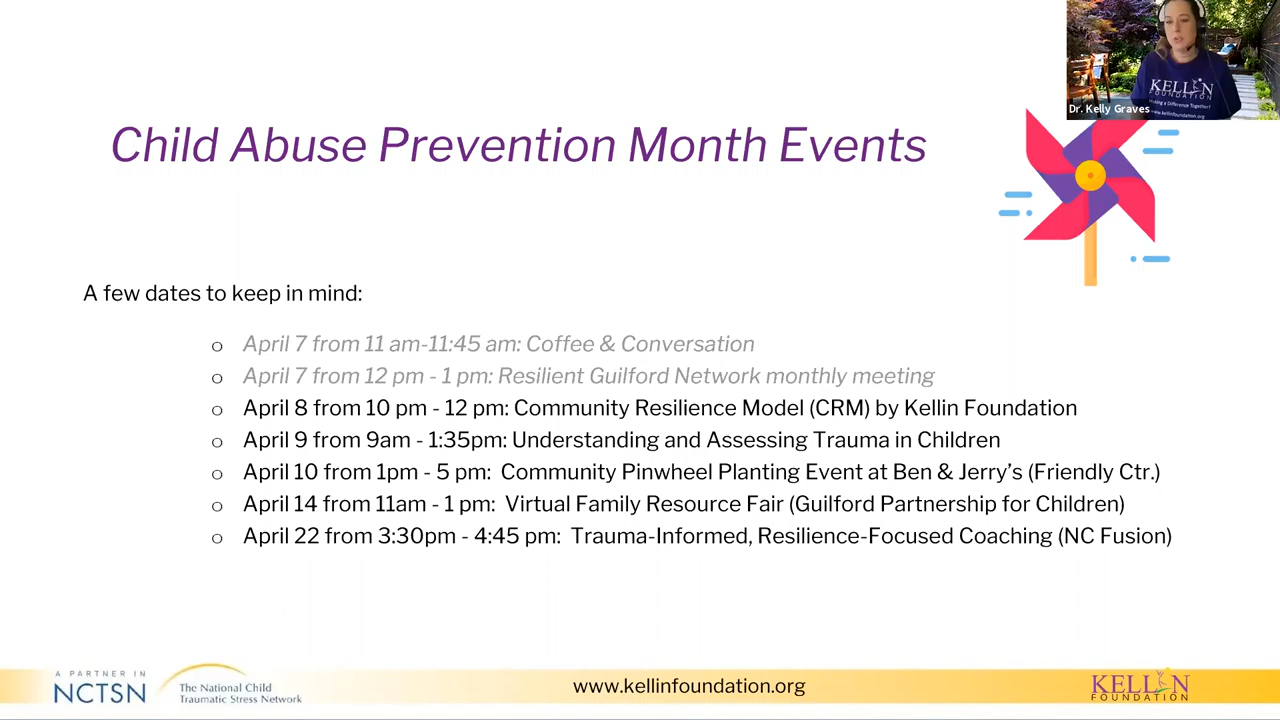 KELLIN
FOUNDATION
Making a Difference Together!
www.kellinfoundation.org
Dr. Kelly Graves
Child Abuse Prevention Month Events
A few dates to keep in mind:
o April 7 from 11 am-11:45 am: Coffee & Conversation
o April 7 from 12 pm - 1 pm: Resilient Guilford Network monthly meeting
o April 8 from 10 pm - 12 pm: Community Resilience Model (CRM) by Kellin Foundation
o April 9 from 9am - 1:35pm: Understanding and Assessing Trauma in Children
o April 10 from 1pm - 5 pm: Community Pinwheel Planting Event at Ben & Jerry’s (Friendly Ctr.)
o April 14 from 11am - 1 pm: Virtual Family Resource Fair (Guilford Partnership for Children)
o April 22 from 3:30pm - 4:45 pm: Trauma-Informed, Resilience-Focused Coaching (NC Fusion)
A PARTNER IN
NCTSN
The National Child
Traumatic Stress Network
www.kellinfoundation.org
KELLIN
FOUNDATION